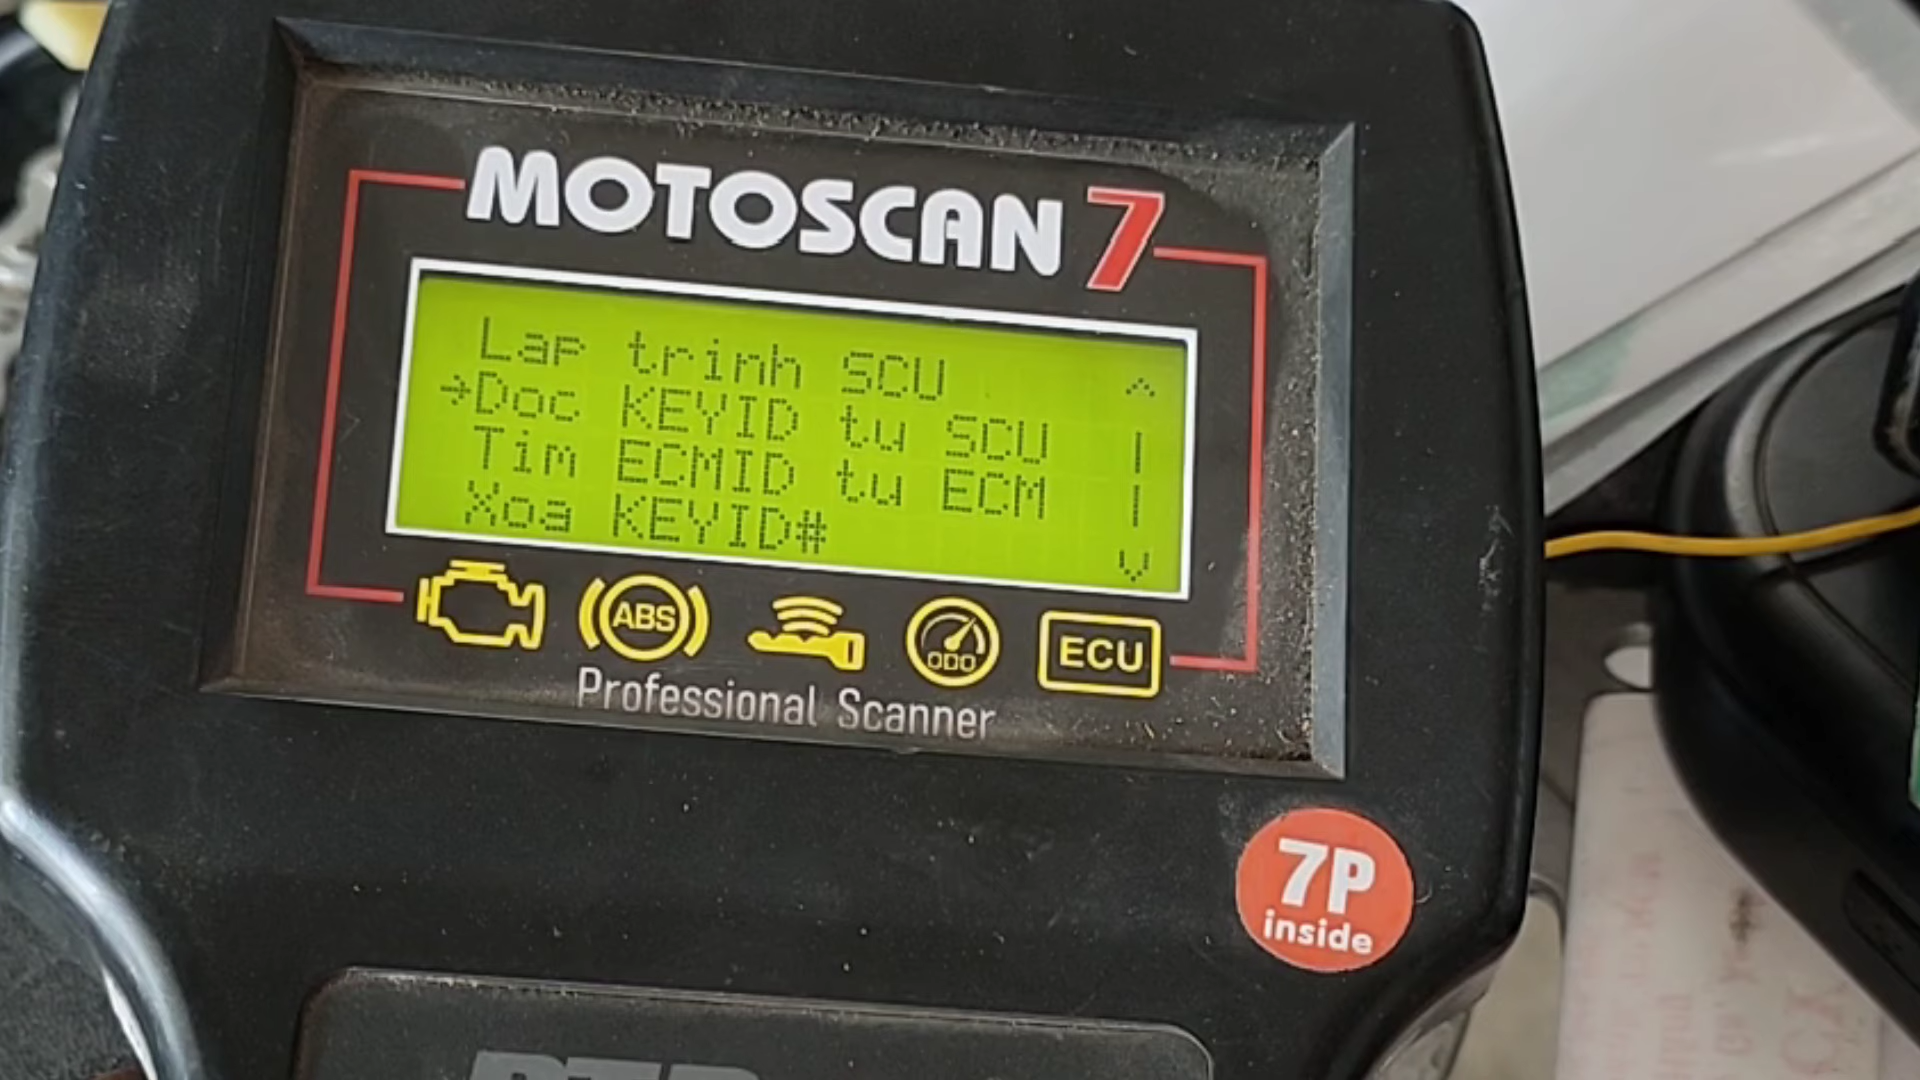 MOTOSCAN 7
Lap trinh SCU
→Doc KEYID tu SCU
Tim ECMID tu ECM
Xoa KEYID#
ABS
ODO
ECU
Professional Scanner
7P
inside